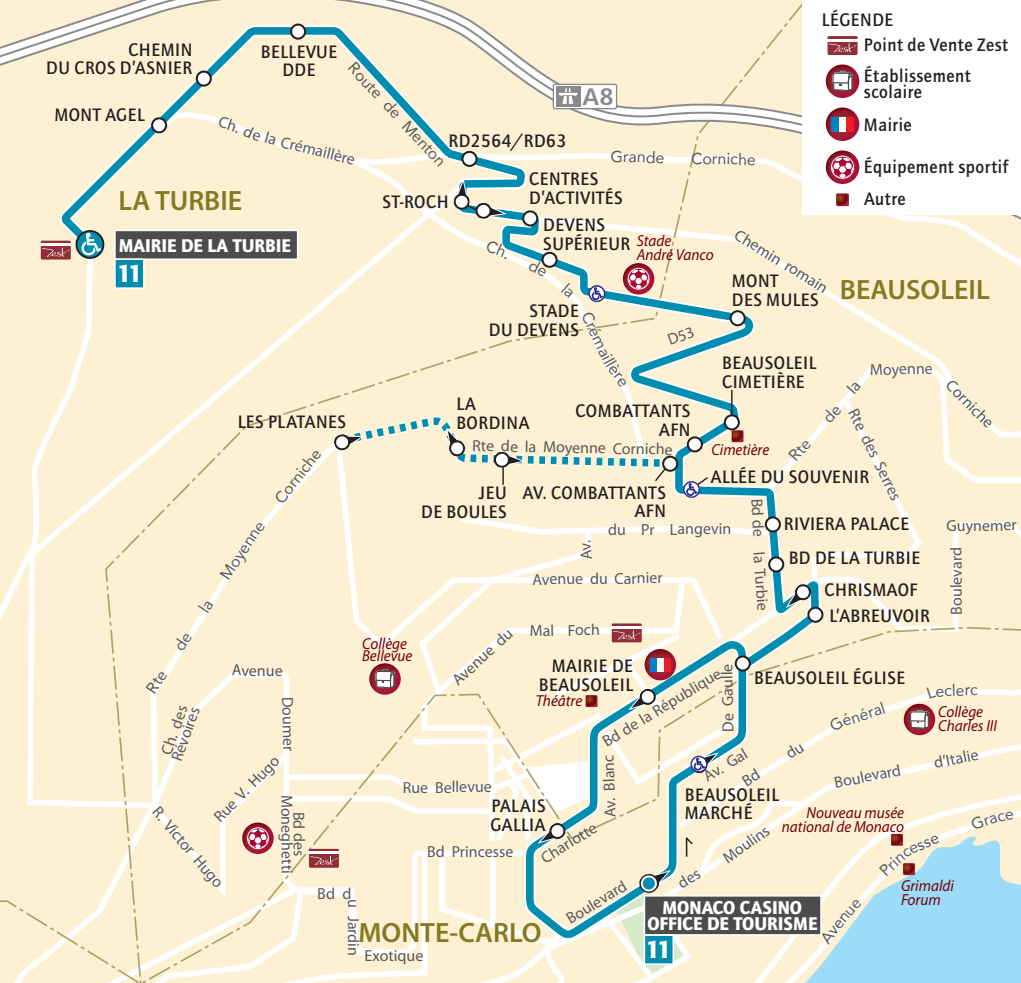 LÉGENDE
Zest Point de Vente Zest
Établissement
scolaire
Mairie
Équipement sportif
Autre
CHEMIN
DU CROS D'ASNIER
BELLEVUE
DDE
MONT AGEL
Route de Menton
A8
Ch. de la Crémaillère
RD2564/RD63
Grande Corniche
LA TURBIE
ST-ROCH
CENTRES
D'ACTIVITÉS
DEVENS
SUPÉRIEUR
Zest
MAIRIE DE LA TURBIE
11
Ch. de la Crémaillère
Stade
André Vanco
Chemin romain
BEAUSOLEIL
MONT
DES MULES
STADE
DU DEVENS
D53
BEAUSOLEIL
CIMETIÈRE
Rte de la Moyenne Corniche
LES PLATANES
LA
BORDINA
COMBATTANTS
AFN
Cimetière
Rte des Serres
Rte de la Moyenne Corniche
JEU
DE BOULES
AV. COMBATTANTS
AFN
ALLÉE DU SOUVENIR
Rte de la Moyenne Corniche
Av. du Pr Langevin
Bd de la Turbie
RIVIERA PALACE
Boulevard Guynemer
BD DE LA TURBIE
Avenue du Carnier
CHRISMAOF
L'ABREUVOIR
Avenue du Mal Foch
Zest
Collège
Bellevue
MAIRIE DE
BEAUSOLEIL
Théâtre
BEAUSOLEIL ÉGLISE
Avenue Doumer
Ch. des
Révoires
Bd de la République
Av. Gal De Gaulle
Bd du Général Leclerc
Collège
Charles III
Rue V. Hugo
Rue Bellevue
Av. Blanc
BEAUSOLEIL
MARCHÉ
Boulevard d'Italie
R. Victor Hugo
Bd des
Moneghetti
Zest
PALAIS
GALLIA
Charlotte
Bd Princesse
Nouveau musée
national de Monaco
Boulevard des Moulins
Avenue Princesse Grace
Grimaldi
Forum
Bd du Jardin
Exotique
MONTE-CARLO
MONACO CASINO
OFFICE DE TOURISME
11